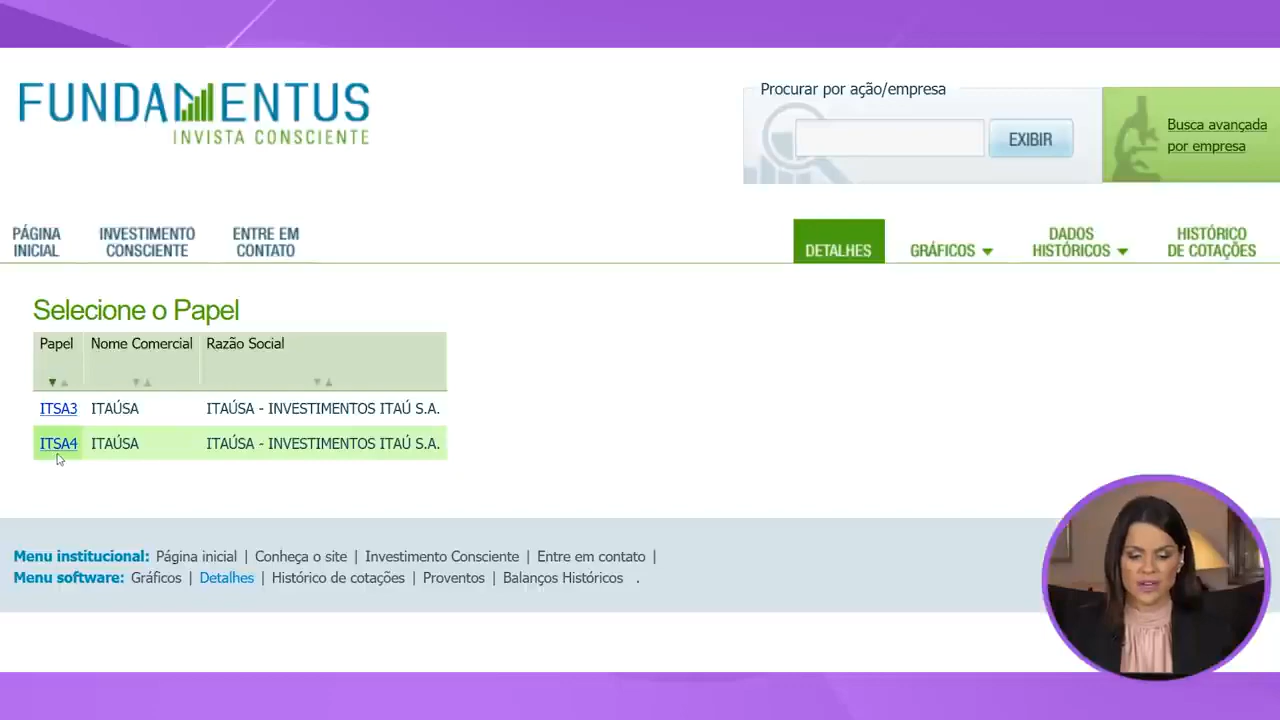 FUNDAMENTUS
INVISTA CONSCIENTE
Procurar por ação/empresa
EXIBIR
Busca avançada
por empresa
PÁGINA
INICIAL
INVESTIMENTO
CONSCIENTE
ENTRE EM
CONTATO
DETALHES
GRÁFICOS
DADOS
HISTÓRICOS
HISTÓRICO
DE COTAÇÕES
Selecione o Papel
Papel Nome Comercial Razão Social
ITSA3 ITAÚSA ITAÚSA - INVESTIMENTOS ITAÚ S.A.
ITSA4 ITAÚSA ITAÚSA - INVESTIMENTOS ITAÚ S.A.
Menu institucional: Página inicial | Conheça o site | Investimento Consciente | Entre em contato |
Menu software: Gráficos | Detalhes | Histórico de cotações | Proventos | Balanços Históricos .